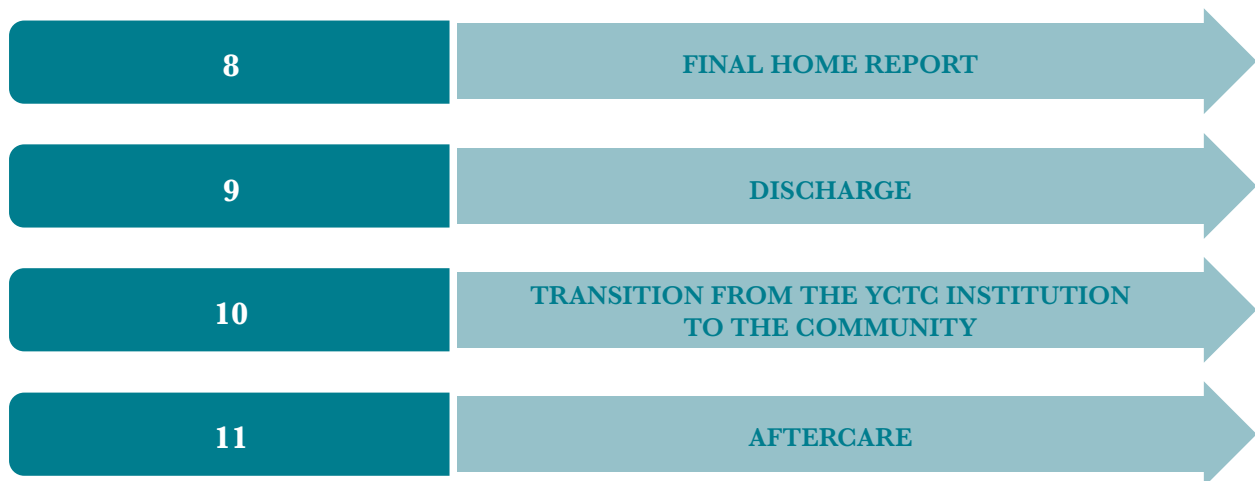 8
FINAL HOME REPORT
9
DISCHARGE
10
TRANSITION FROM THE YCTC INSTITUTION
TO THE COMMUNITY
11
AFTERCARE